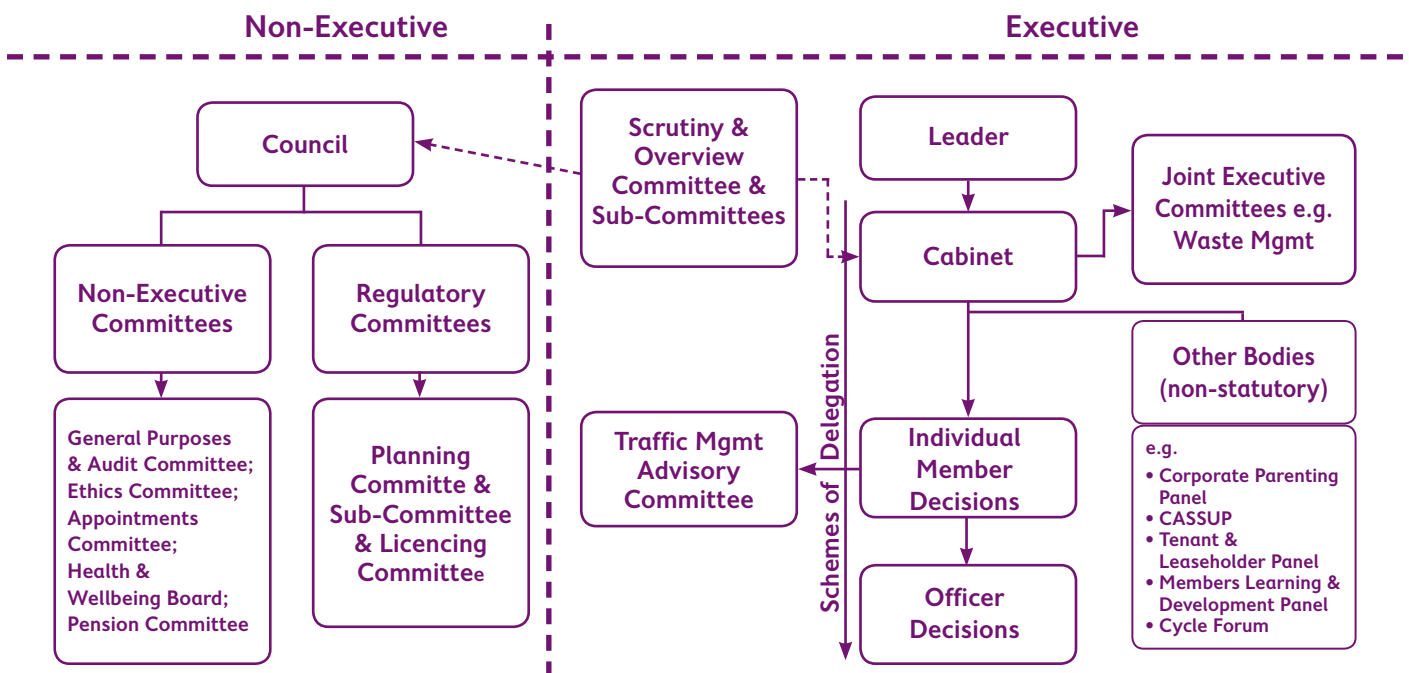 Non-Executive
Executive
Council
Scrutiny &
Overview
Committee &
Sub-Committees
Leader
Joint Executive
Committees e.g.
Waste Mgmt
Cabinet
Non-Executive
Committees
Regulatory
Committees
Other Bodies
(non-statutory)
Schemes of Delegation
General Purposes
& Audit Committee;
Ethics Committee;
Appointments
Committee;
Health &
Wellbeing Board;
Pension Committee
Planning
Committe &
Sub-Committee
& Licencing
Committee
Traffic Mgmt
Advisory
Committee
Individual
Member
Decisions
e.g.
• Corporate Parenting
Panel
• CASSUP
• Tenant &
Leaseholder Panel
• Members Learning &
Development Panel
• Cycle Forum
Officer
Decisions